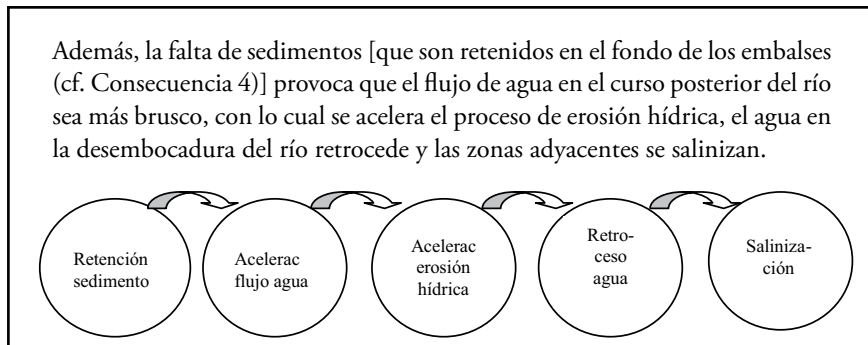 Además, la falta de sedimentos [que son retenidos en el fondo de los embalses
(cf. Consecuencia 4)] provoca que el flujo de agua en el curso posterior del río
sea más brusco, con lo cual se acelera el proceso de erosión hídrica, el agua en
la desembocadura del río retrocede y las zonas adyacentes se salinizan.
Retención
sedimento
Acelerac
flujo agua
Acelerac
erosión
hídrica
Retro-
ceso
agua
Saliniza-
ción